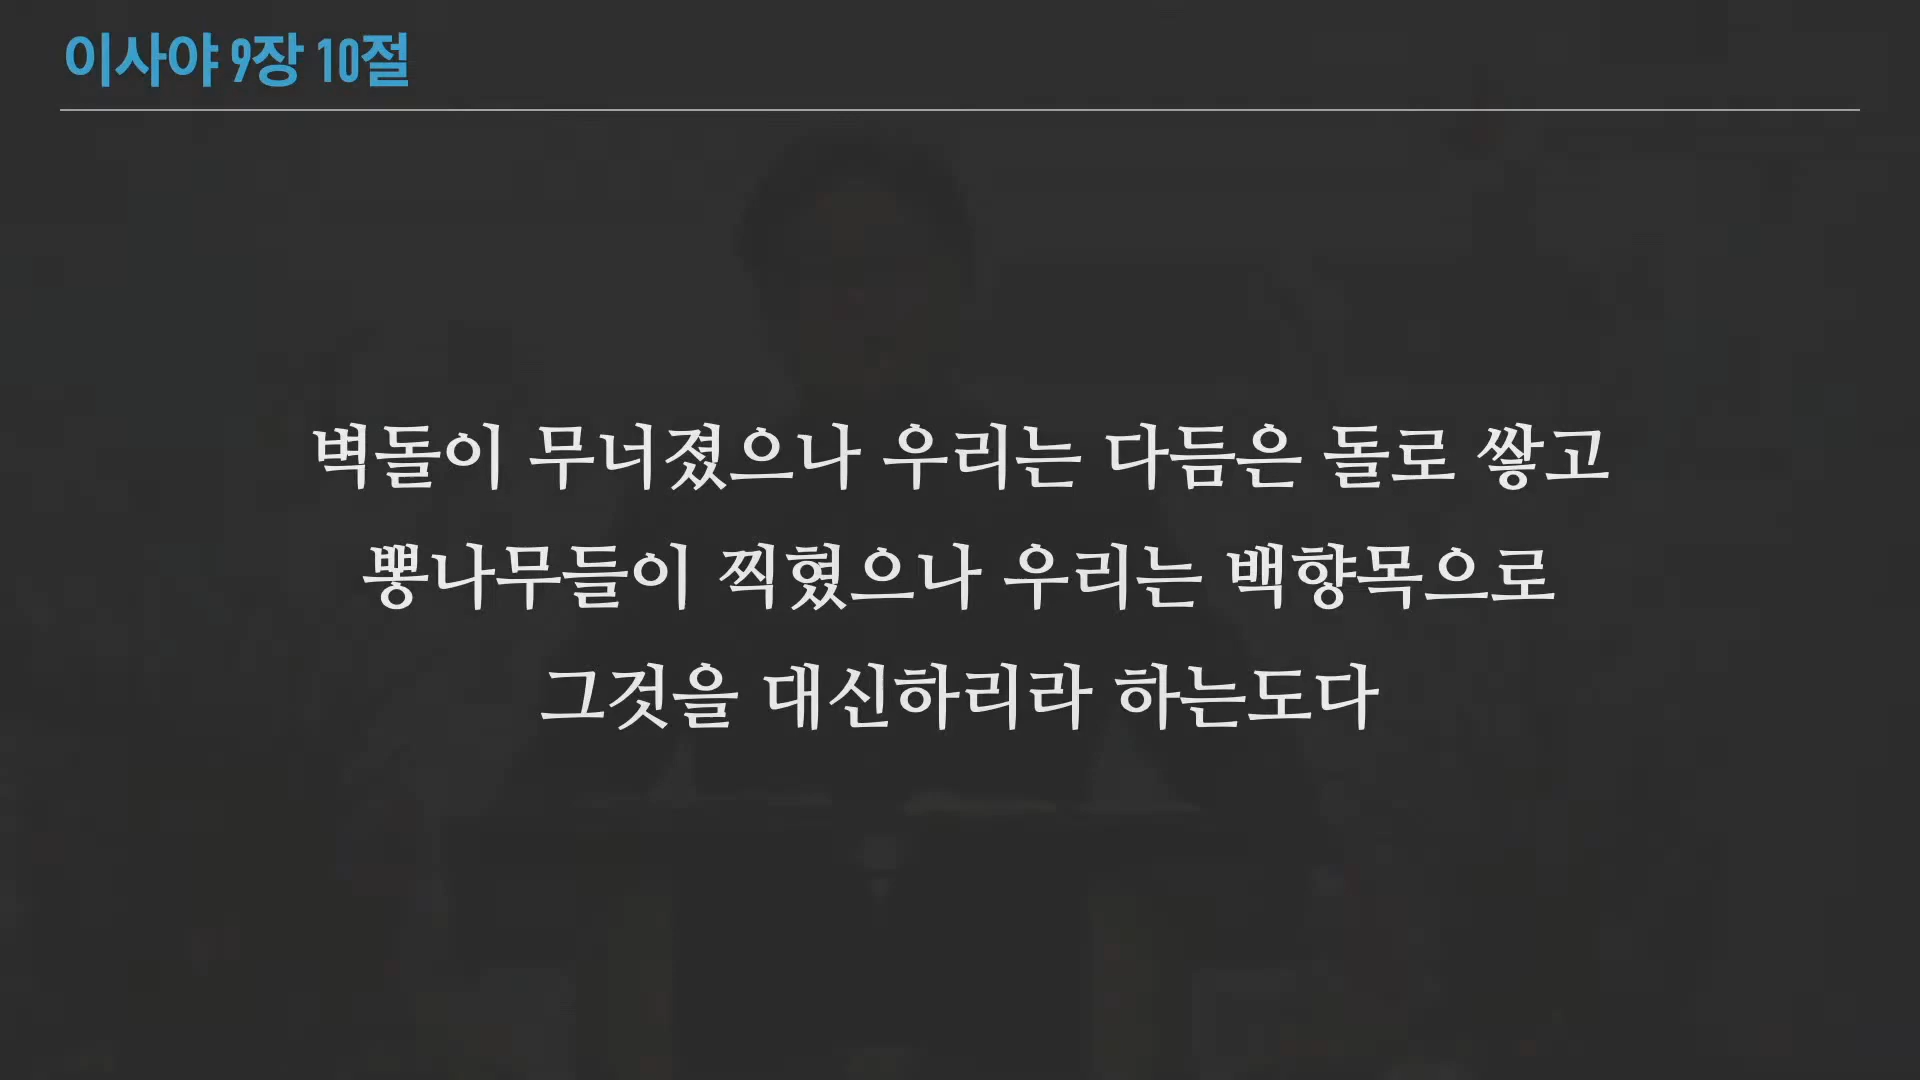 이사야 9장 10절
벽돌이 무너졌으나 우리는 다듬은 돌로 쌓고
뽕나무들이 찍혔으나 우리는 백향목으로
그것을 대신하리라 하는도다